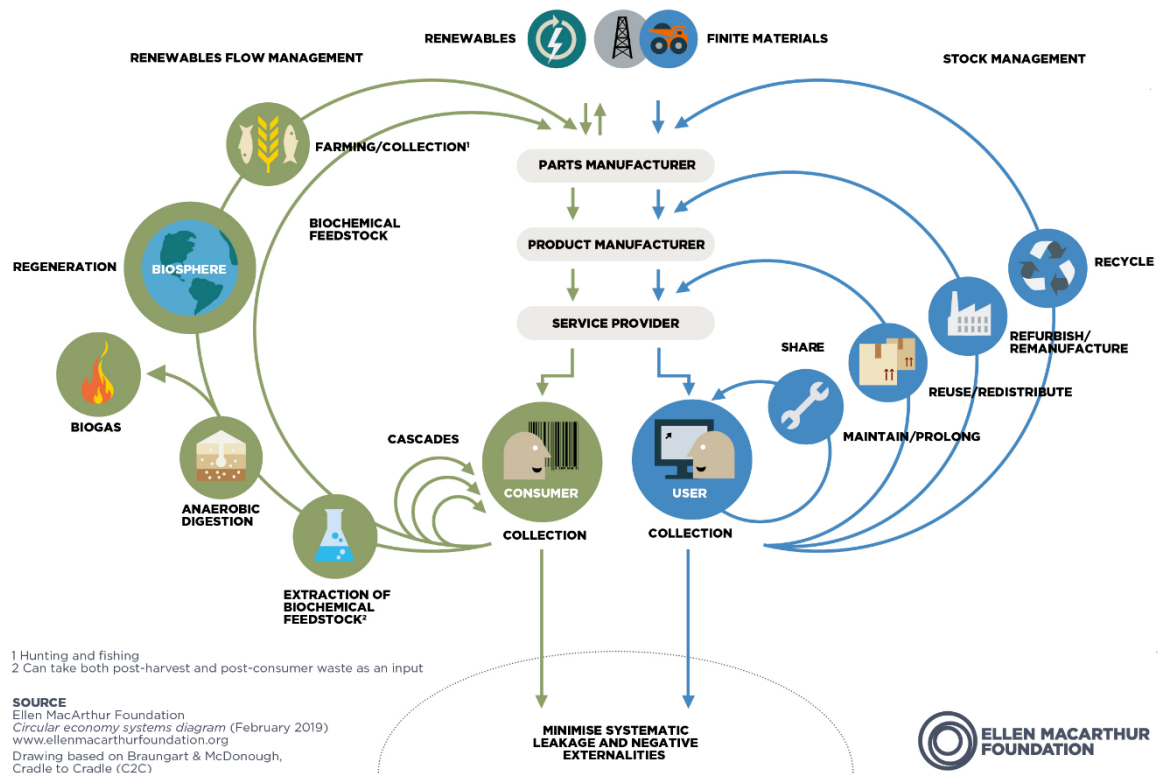 RENEWABLES
FINITE MATERIALS
RENEWABLES FLOW MANAGEMENT
STOCK MANAGEMENT
FARMING/COLLECTION¹
PARTS MANUFACTURER
BIOCHEMICAL
FEEDSTOCK
PRODUCT MANUFACTURER
REGENERATION
BIOSPHERE
RECYCLE
SERVICE PROVIDER
REFURBISH/
REMANUFACTURE
SHARE
REUSE/REDISTRIBUTE
BIOGAS
CASCADES
MAINTAIN/PROLONG
CONSUMER
USER
ANAEROBIC
DIGESTION
COLLECTION
COLLECTION
EXTRACTION OF
BIOCHEMICAL
FEEDSTOCK²
1 Hunting and fishing
2 Can take both post-harvest and post-consumer waste as an input
SOURCE
Ellen MacArthur Foundation
Circular economy systems diagram (February 2019)
www.ellenmacarthurfoundation.org
Drawing based on Braungart & McDonough,
Cradle to Cradle (C2C)
MINIMISE SYSTEMATIC
LEAKAGE AND NEGATIVE
EXTERNALITIES
ELLEN MACARTHUR
FOUNDATION